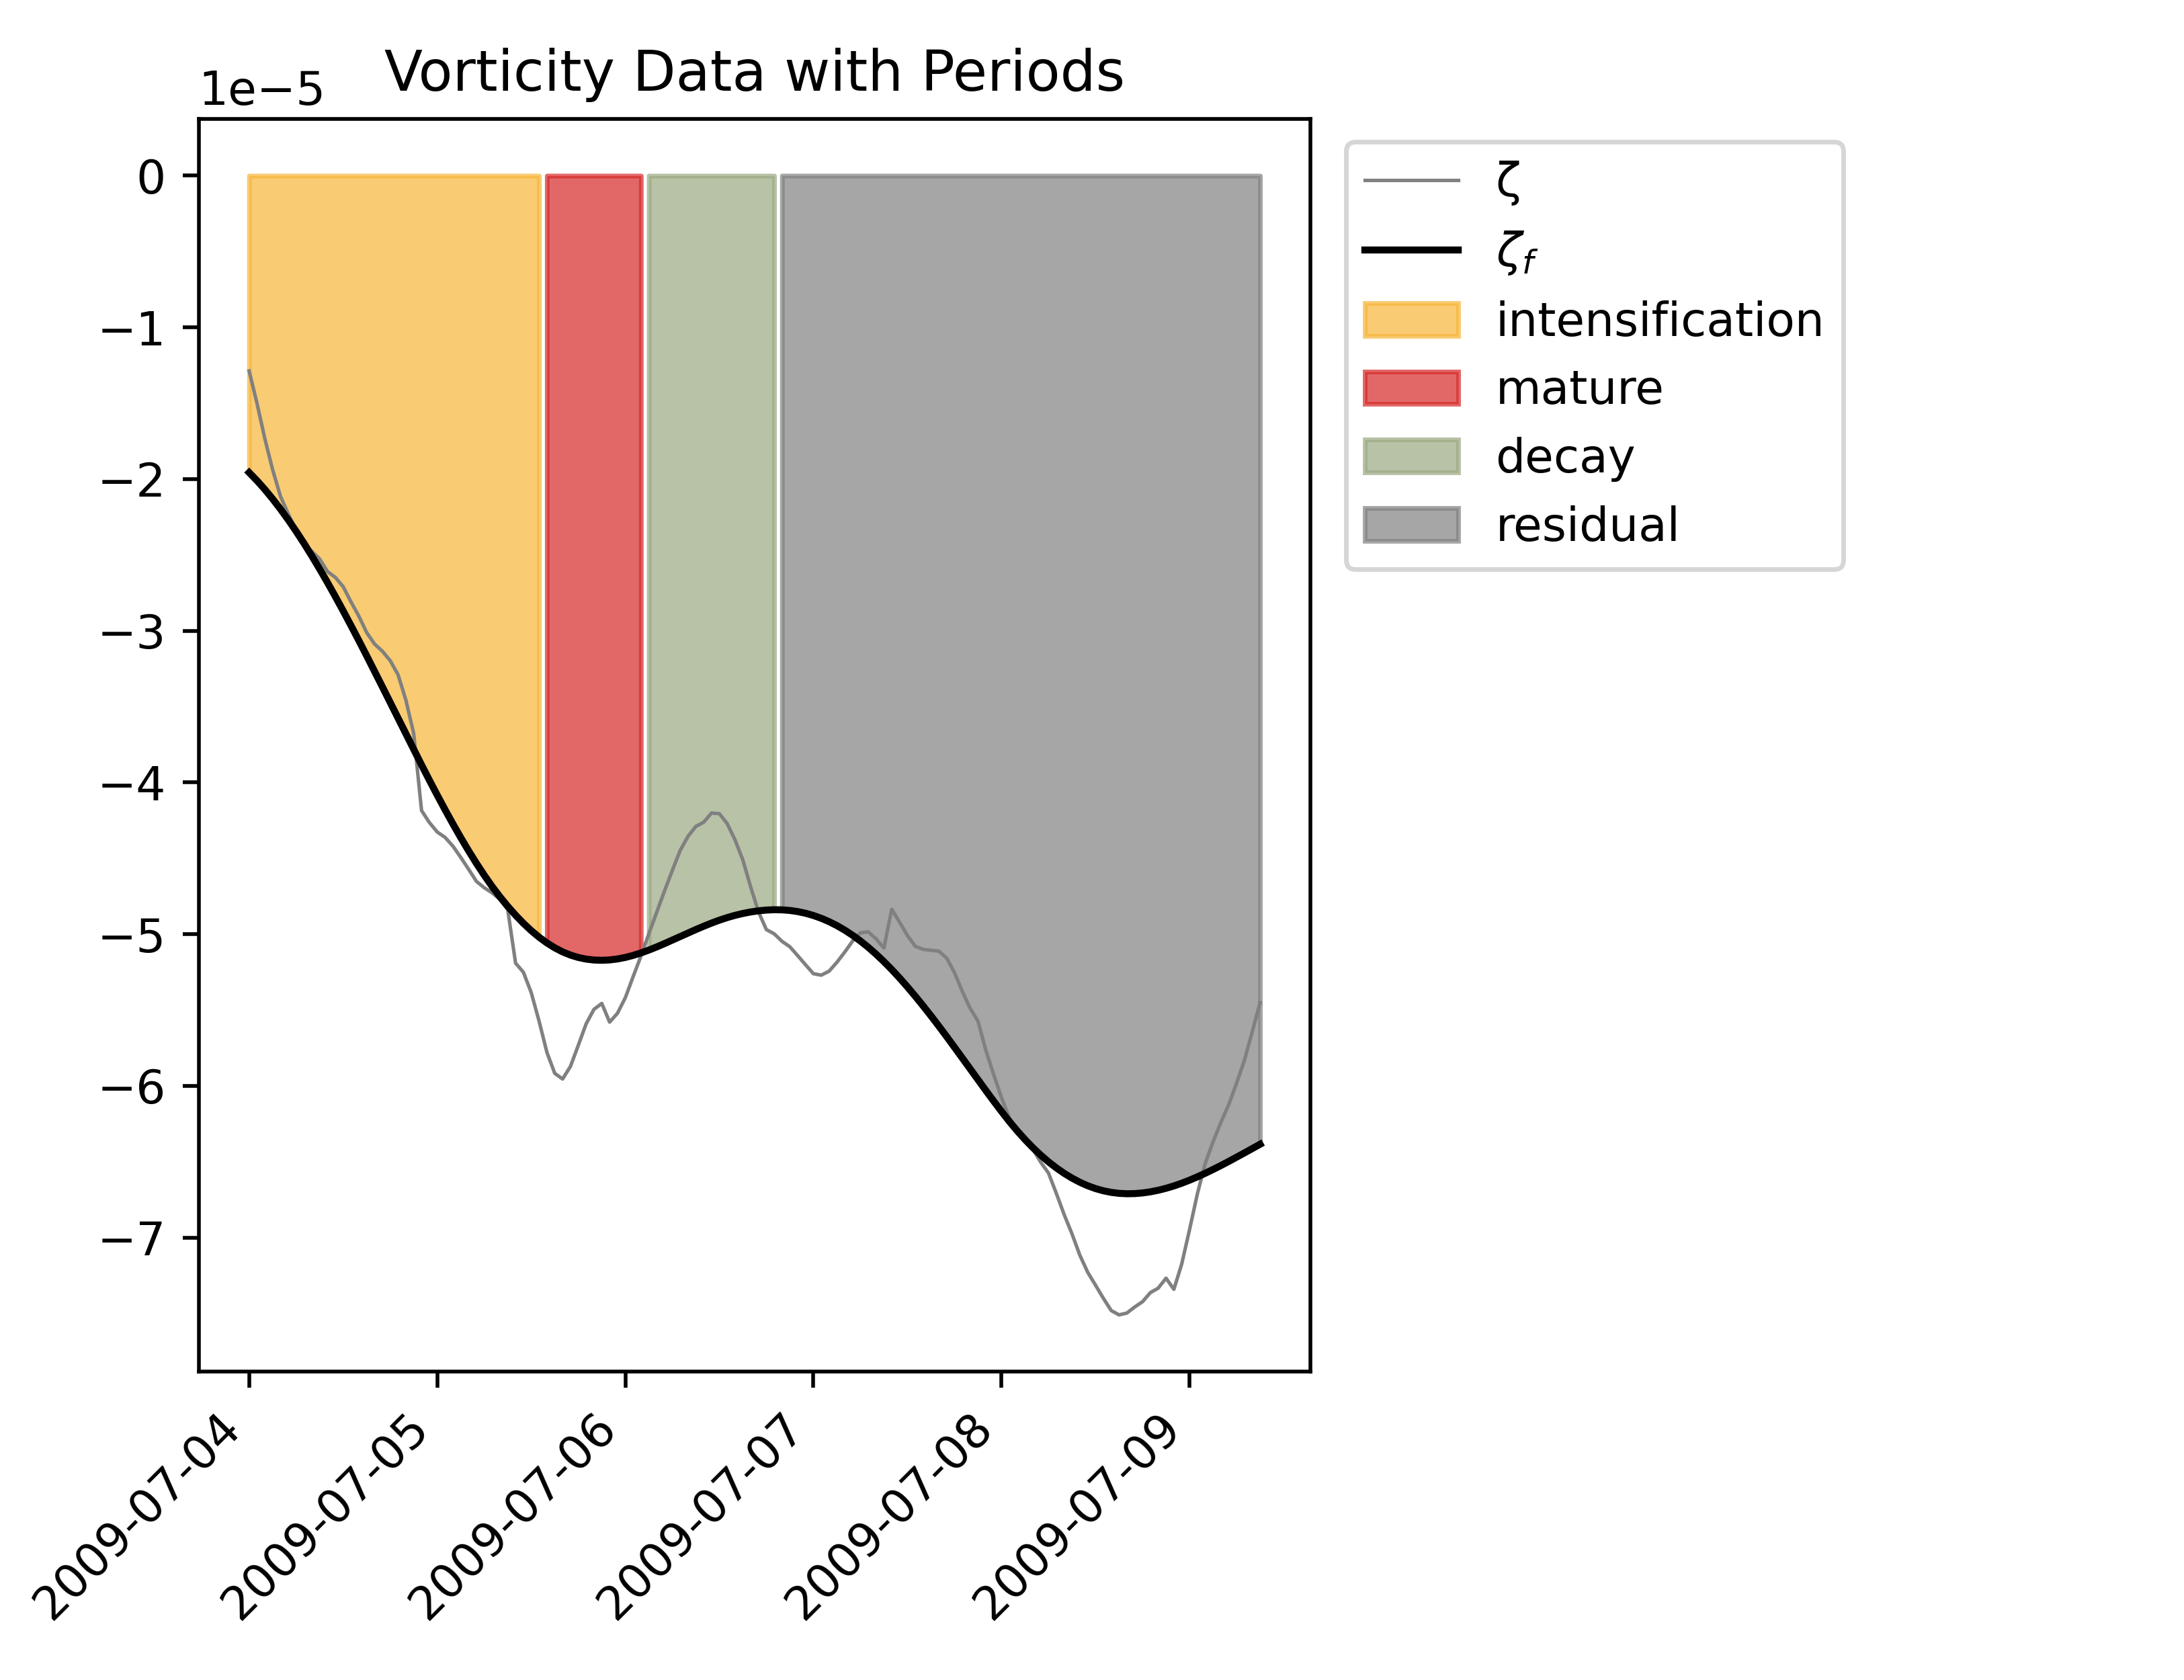 Vorticity Data with Periods
1e−5
0
−1
−2
−3
−4
−5
−6
−7
2009-07-04
2009-07-05
2009-07-06
2009-07-07
2009-07-08
2009-07-09
ζ
ζf
intensification
mature
decay
residual